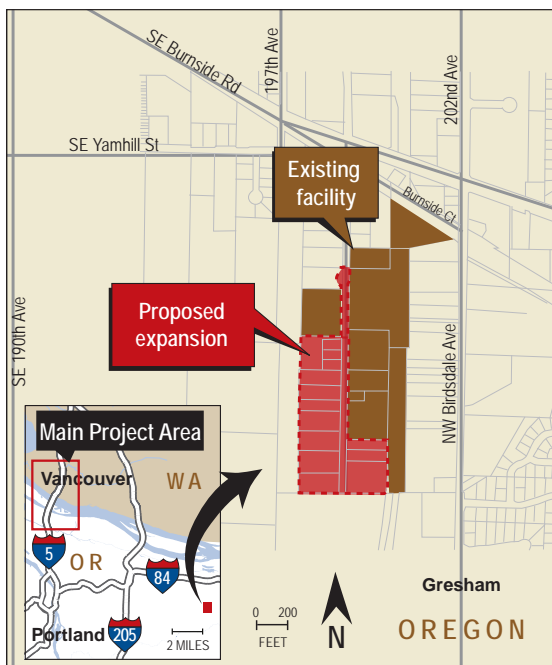 SE Burnside Rd
197th Ave
202nd Ave
SE Yamhill St
Existing
facility
Burnside Ct
Proposed
expansion
SE 190th Ave
NW Birdsdale Ave
Main Project Area
Vancouver
WA
OR
5
84
205
Portland
2 MILES
0 200
FEET
N
Gresham
OREGON